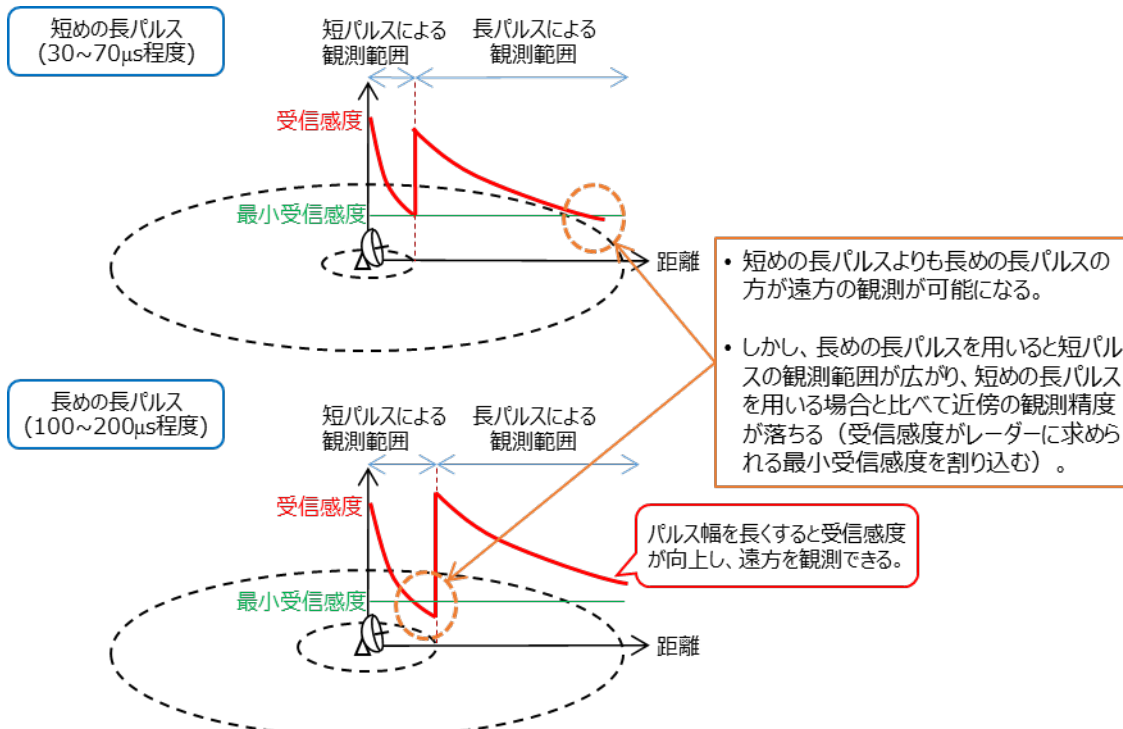 短めの長パルス
(30~70μs程度)
短パルスによる
観測範囲
長パルスによる
観測範囲
受信感度
最小受信感度
距離
• 短めの長パルスよりも長めの長パルスの
方が遠方の観測が可能になる。
• しかし、長めの長パルスを用いると短パル
スの観測範囲が広がり、短めの長パルス
を用いる場合と比べて近傍の観測精度
が落ちる（受信感度がレーダーに求めら
れる最小受信感度を割り込む）。
長めの長パルス
(100~200μs程度)
短パルスによる
観測範囲
長パルスによる
観測範囲
受信感度
パルス幅を長くすると受信感度
が向上し、遠方を観測できる。
最小受信感度
距離